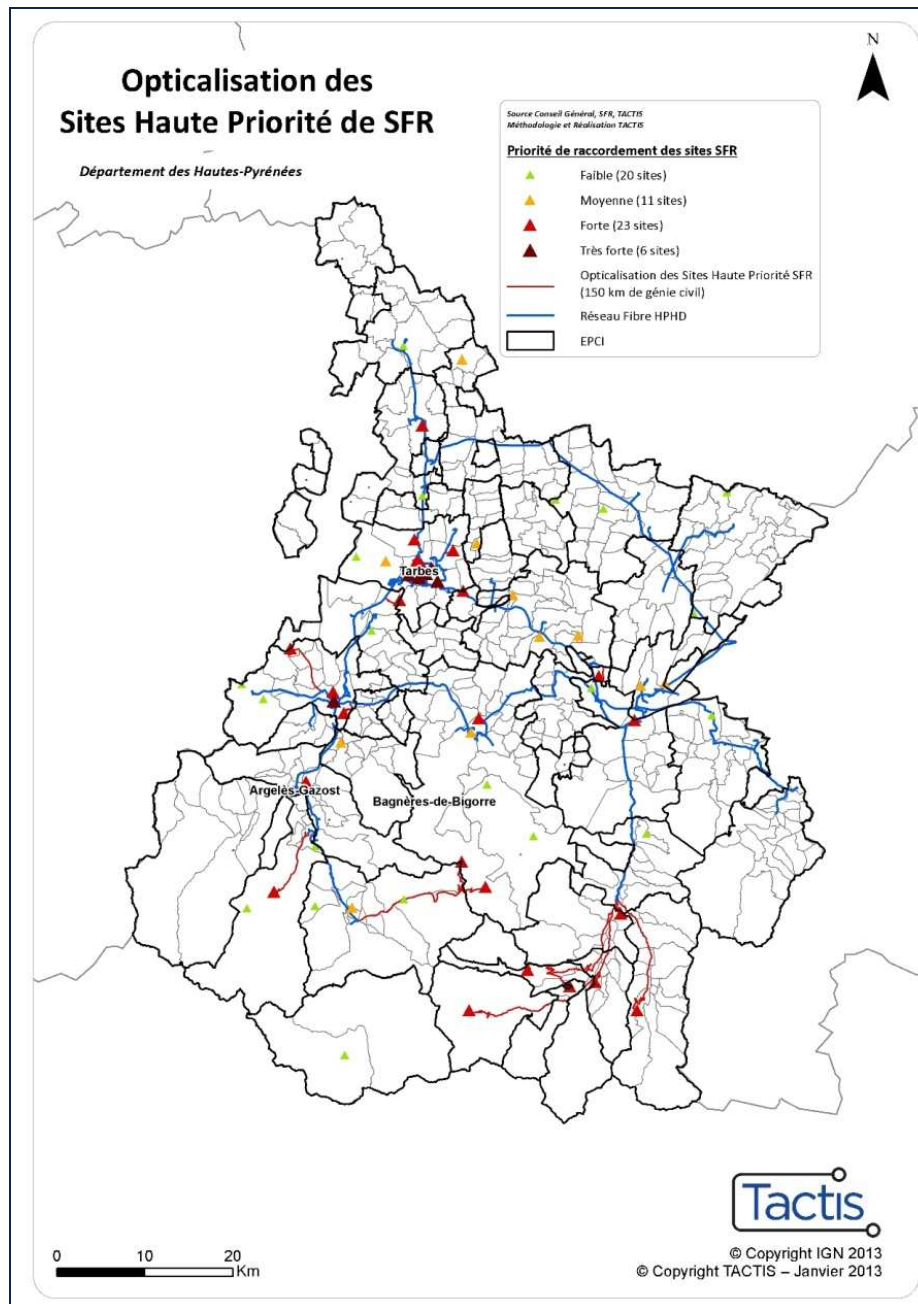 Opticalisation des
Sites Haute Priorité de SFR
Département des Hautes-Pyrénées
N
Source Conseil Général, SFR, TACTIS
Méthodologie et Réalisation TACTIS
Priorité de raccordement des sites SFR
Faible (20 sites)
Moyenne (11 sites)
Forte (23 sites)
Très forte (6 sites)
Opticalisation des Sites Haute Priorité SFR
(150 km de génie civil)
Réseau Fibre HPHD
EPCI
Tarbes
Argelès-Gazost
Bagnères-de-Bigorre
Tactis
0 10 20
Km
© Copyright IGN 2013
© Copyright TACTIS – Janvier 2013